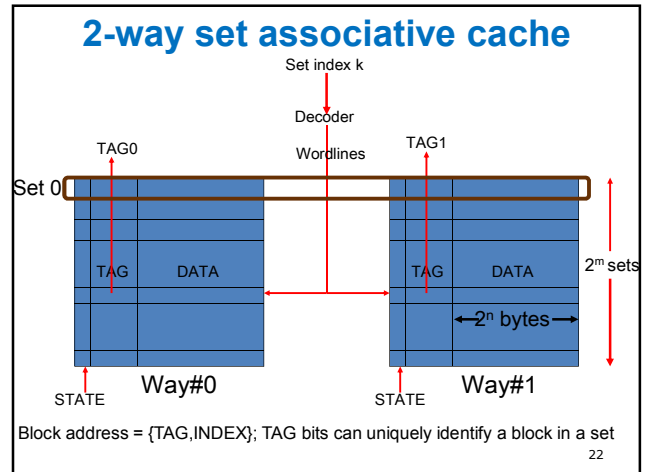 2-way set associative cache
Set index k
Decoder
TAG0
TAG1
Wordlines
Set 0
TAG DATA
TAG DATA
2ᵐ sets
2ⁿ bytes
Way#0
Way#1
STATE
STATE
Block address = {TAG,INDEX}; TAG bits can uniquely identify a block in a set
22